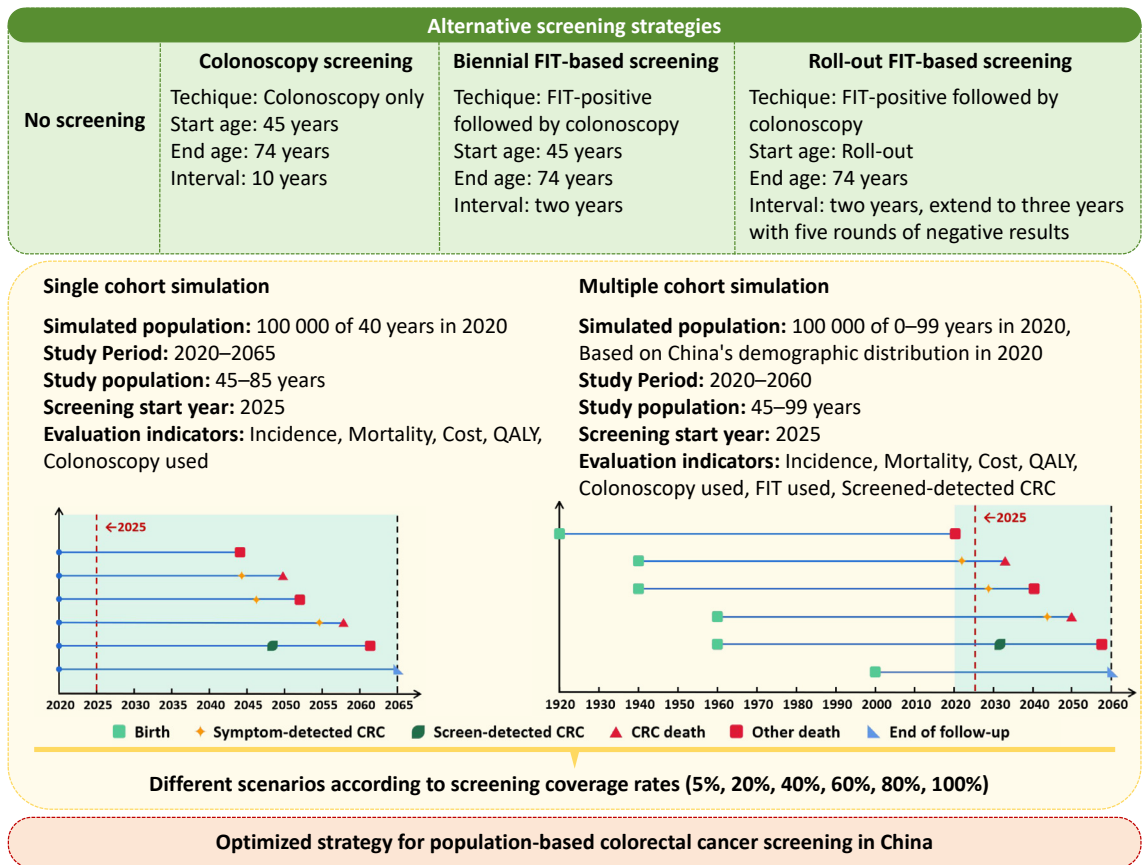 Alternative screening strategies
No screening
Colonoscopy screening
Techique: Colonoscopy only
Start age: 45 years
End age: 74 years
Interval: 10 years
Biennial FIT-based screening
Techique: FIT-positive
followed by colonoscopy
Start age: 45 years
End age: 74 years
Interval: two years
Roll-out FIT-based screening
Techique: FIT-positive followed by
colonoscopy
Start age: Roll-out
End age: 74 years
Interval: two years, extend to three years
with five rounds of negative results
Single cohort simulation
Simulated population: 100 000 of 40 years in 2020
Study Period: 2020–2065
Study population: 45–85 years
Screening start year: 2025
Evaluation indicators: Incidence, Mortality, Cost, QALY,
Colonoscopy used
Multiple cohort simulation
Simulated population: 100 000 of 0–99 years in 2020,
Based on China's demographic distribution in 2020
Study Period: 2020–2060
Study population: 45–99 years
Screening start year: 2025
Evaluation indicators: Incidence, Mortality, Cost, QALY,
Colonoscopy used, FIT used, Screened-detected CRC
←2025
2020 2025 2030 2035 2040 2045 2050 2055 2060 2065
←2025
1920 1930 1940 1950 1960 1970 1980 1990 2000 2010 2020 2030 2040 2050 2060
Birth Symptom-detected CRC Screen-detected CRC CRC death Other death End of follow-up
Different scenarios according to screening coverage rates (5%, 20%, 40%, 60%, 80%, 100%)
Optimized strategy for population-based colorectal cancer screening in China